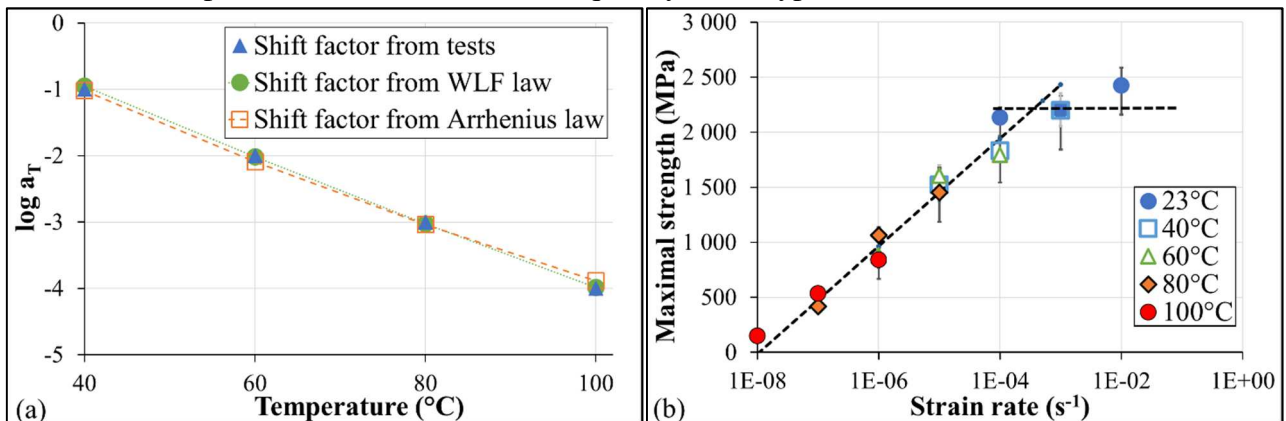 0
-1
-2
-3
-4
-5
log aT
Shift factor from tests
Shift factor from WLF law
Shift factor from Arrhenius law
40 60 80 100
(a) Temperature (°C)
Maximal strength (MPa)
3 000
2 500
2 000
1 500
1 000
500
0
23°C
40°C
60°C
80°C
100°C
1E-08 1E-06 1E-04 1E-02 1E+00
(b) Strain rate (s⁻¹)